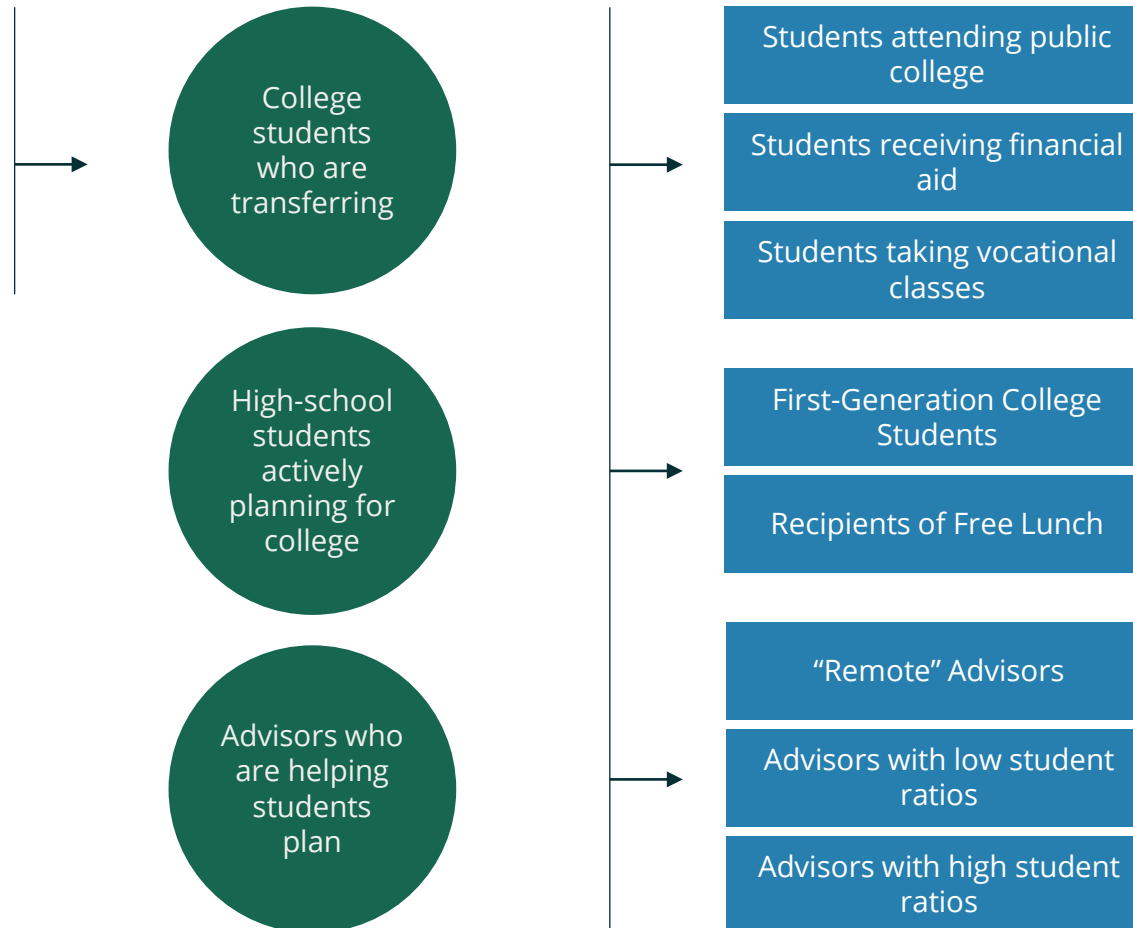 College
students
who are
transferring
Students attending public
college
Students receiving financial
aid
Students taking vocational
classes
High-school
students
actively
planning for
college
First-Generation College
Students
Recipients of Free Lunch
Advisors who
are helping
students
plan
“Remote” Advisors
Advisors with low student
ratios
Advisors with high student
ratios